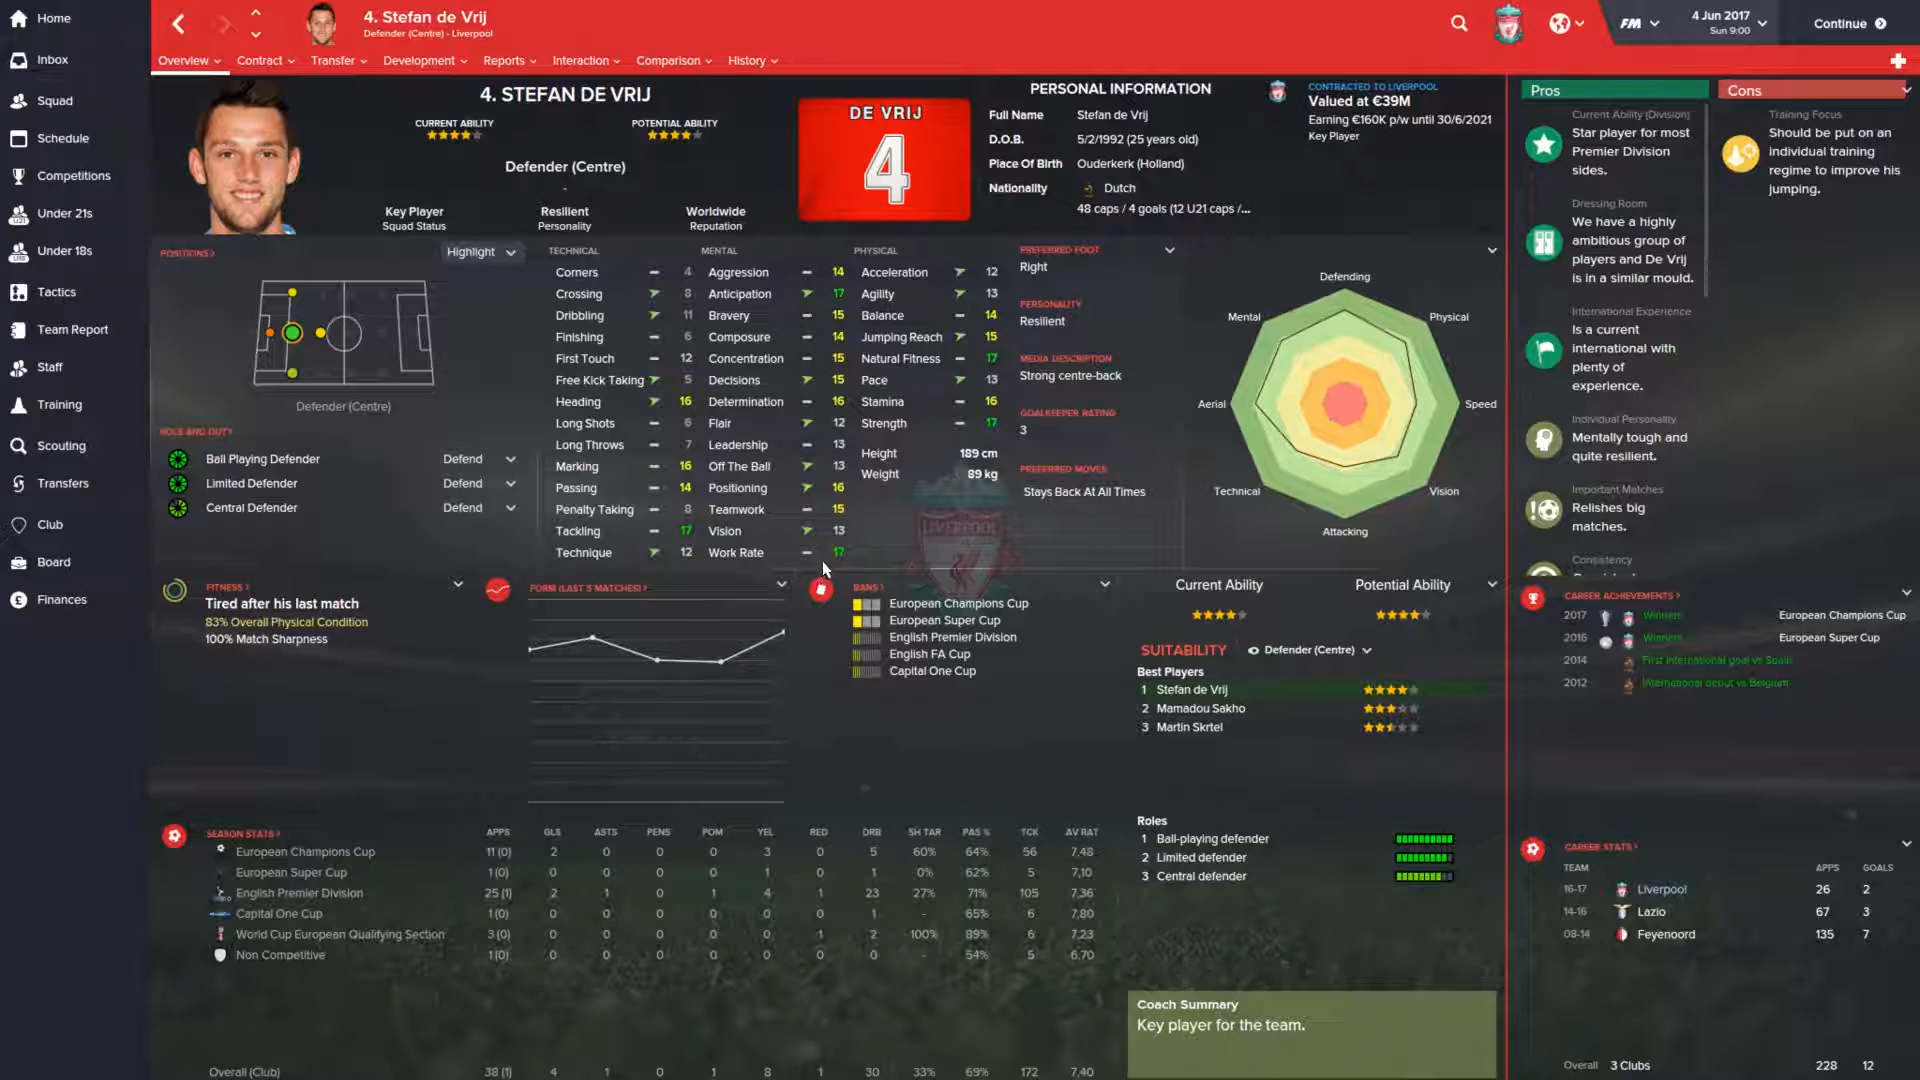 Home
Inbox
Squad
Schedule
Competitions
Under 21s
Under 18s
Tactics
Team Report
Staff
Training
Scouting
Transfers
Club
Board
Finances
4. Stefan de Vrij
Defender (Centre) - Liverpool
FM
4 Jun 2017
Sun 9:00
Continue
Overview Contract Transfer Development Reports Interaction Comparison History
4. STEFAN DE VRIJ
CURRENT ABILITY
POTENTIAL ABILITY
Defender (Centre)
-
Key Player
Squad Status
Resilient
Personality
Worldwide
Reputation
DE VRIJ
4
PERSONAL INFORMATION
Full Name Stefan de Vrij
D.O.B. 5/2/1992 (25 years old)
Place Of Birth Ouderkerk (Holland)
Nationality Dutch
48 caps / 4 goals (12 U21 caps /...
CONTRACTED TO LIVERPOOL
Valued at €39M
Earning €160K p/w until 30/6/2021
Key Player
POSITIONS >
Highlight
Defender (Centre)
ROLE AND DUTY
Ball Playing Defender Defend
Limited Defender Defend
Central Defender Defend
TECHNICAL
Corners 4
Crossing 8
Dribbling 11
Finishing 6
First Touch 12
Free Kick Taking 5
Heading 16
Long Shots 6
Long Throws 7
Marking 16
Passing 14
Penalty Taking 8
Tackling 17
Technique 12
MENTAL
Aggression 14
Anticipation 17
Bravery 15
Composure 14
Concentration 15
Decisions 15
Determination 16
Flair 12
Leadership 13
Off The Ball 13
Positioning 16
Teamwork 15
Vision 13
Work Rate 17
PHYSICAL
Acceleration 12
Agility 13
Balance 14
Jumping Reach 15
Natural Fitness 17
Pace 13
Stamina 16
Strength 17
Height 189 cm
Weight 89 kg
LIVERPOOL
PREFERRED FOOT
Right
PERSONALITY
Resilient
MEDIA DESCRIPTION
Strong centre-back
GOALKEEPER RATING
3
PREFERRED MOVES
Stays Back At All Times
Defending
Physical
Speed
Vision
Attacking
Technical
Aerial
Mental
Pros
Current Ability (Division)
Star player for most
Premier Division
sides.
Dressing Room
We have a highly
ambitious group of
players and De Vrij
is in a similar mould.
International Experience
Is a current
international with
plenty of
experience.
Individual Personality
Mentally tough and
quite resilient.
Important Matches
Relishes big
matches.
Consistency
Cons
Training Focus
Should be put on an
individual training
regime to improve his
jumping.
FITNESS >
Tired after his last match
83% Overall Physical Condition
100% Match Sharpness
FORM (LAST 5 MATCHES) >
BANS >
European Champions Cup
European Super Cup
English Premier Division
English FA Cup
Capital One Cup
Current Ability
Potential Ability
SUITABILITY Defender (Centre)
Best Players
1 Stefan de Vrij
2 Mamadou Sakho
3 Martin Skrtel
Roles
1 Ball-playing defender
2 Limited defender
3 Central defender
Coach Summary
Key player for the team.
CAREER ACHIEVEMENTS >
2017 Winners European Champions Cup
2016 Winners European Super Cup
2014 First international goal vs Spain
2012 International debut vs Belgium
SEASON STATS > APPS GLS ASTS PENS POM YEL RED DRB SH TAR PAS % TCK AV RAT
European Champions Cup 11 (0) 2 0 0 0 3 0 5 60% 64% 56 7,48
European Super Cup 1 (0) 0 0 0 0 1 0 1 0% 62% 5 7,10
English Premier Division 25 (1) 2 1 0 1 4 1 23 27% 71% 105 7,36
Capital One Cup 1 (0) 0 0 0 0 0 0 1 - 65% 6 7,80
World Cup European Qualifying Section 3 (0) 0 0 0 0 0 1 2 100% 89% 6 7,23
Non Competitive 1 (0) 0 0 0 0 0 0 0 - 54% 5 6,70
Overall (Club) 38 (1) 4 1 0 1 8 1 30 33% 69% 172 7,40
CAREER STATS >
TEAM APPS GOALS
16-17 Liverpool 26 2
14-16 Lazio 67 3
08-14 Feyenoord 135 7
Overall 3 Clubs 228 12